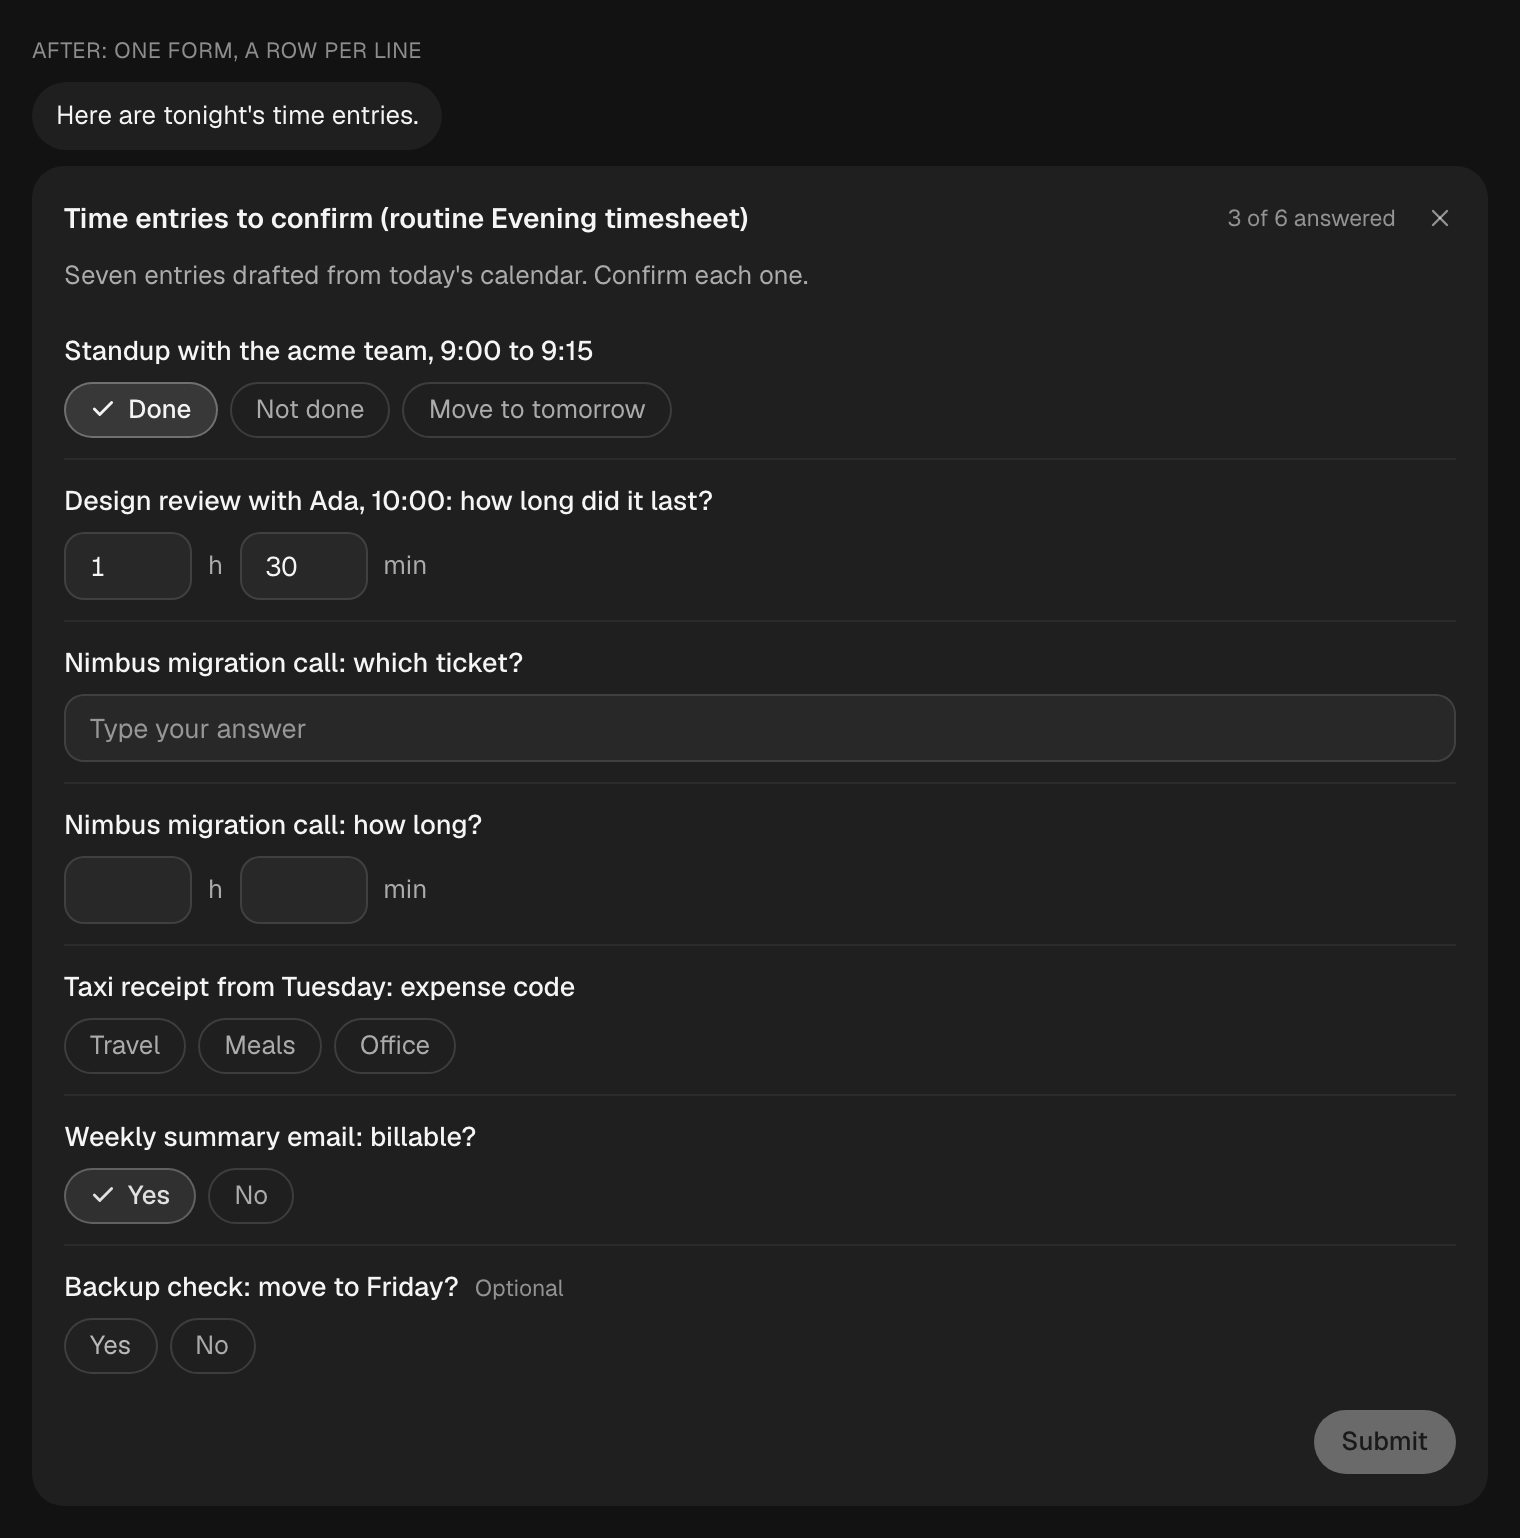 AFTER: ONE FORM, A ROW PER LINE
Here are tonight's time entries.
Time entries to confirm (routine Evening timesheet)
3 of 6 answered
Seven entries drafted from today's calendar. Confirm each one.
Standup with the acme team, 9:00 to 9:15
Done Not done Move to tomorrow
Design review with Ada, 10:00: how long did it last?
1 h 30 min
Nimbus migration call: which ticket?
Type your answer
Nimbus migration call: how long?
h min
Taxi receipt from Tuesday: expense code
Travel Meals Office
Weekly summary email: billable?
Yes No
Backup check: move to Friday? Optional
Yes No
Submit